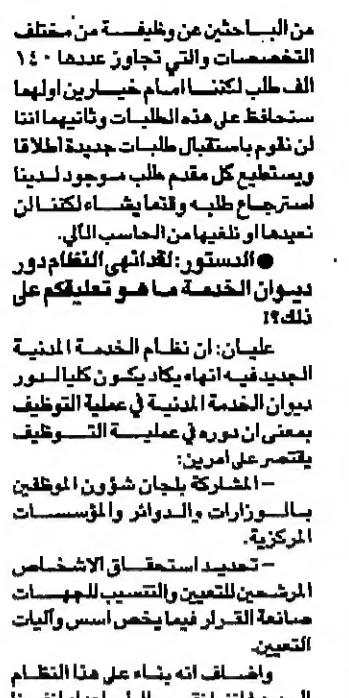 من الباحثين عن وظيفة من مختلف
التخصصات والتي تجاوز عددها ١٤٠
الف طلب لكننا امام خيارين اولهما
سنحافظ على هذه الطلبات وثانيهما اننا
لن نقوم باستقبال طلبات جديدة اطلاقا
ويستطيع كل مقدم طلب موجود لدينا
استرجاع طلبه وقتما يشاء لكننا لن
نعيدها او نلغيها من الحاسب الآلي.
● الدستور: لقد انهى النظام دور
ديوان الخدمة ما هو تعليقكم على
ذلك؟!
عليان: ان نظام الخدمة المدنية
الجديد فيه انهاء يكاد يكون كليا لدور
ديوان الخدمة المدنية في عملية التوظيف
بمعنى ان دوره في عملية التوظيف
يقتصر على امرين:
- المشاركة بلجان شؤون الموظفين
بالوزارات والدوائر والمؤسسات
المركزية.
- تحديد استحقاق الاشخاص
المرشحين للتعيين والتنسيب للجهات
صانعة القرار فيما يخص اسس وآليات
التعيين.
واضاف انه بناء على هذا النظام